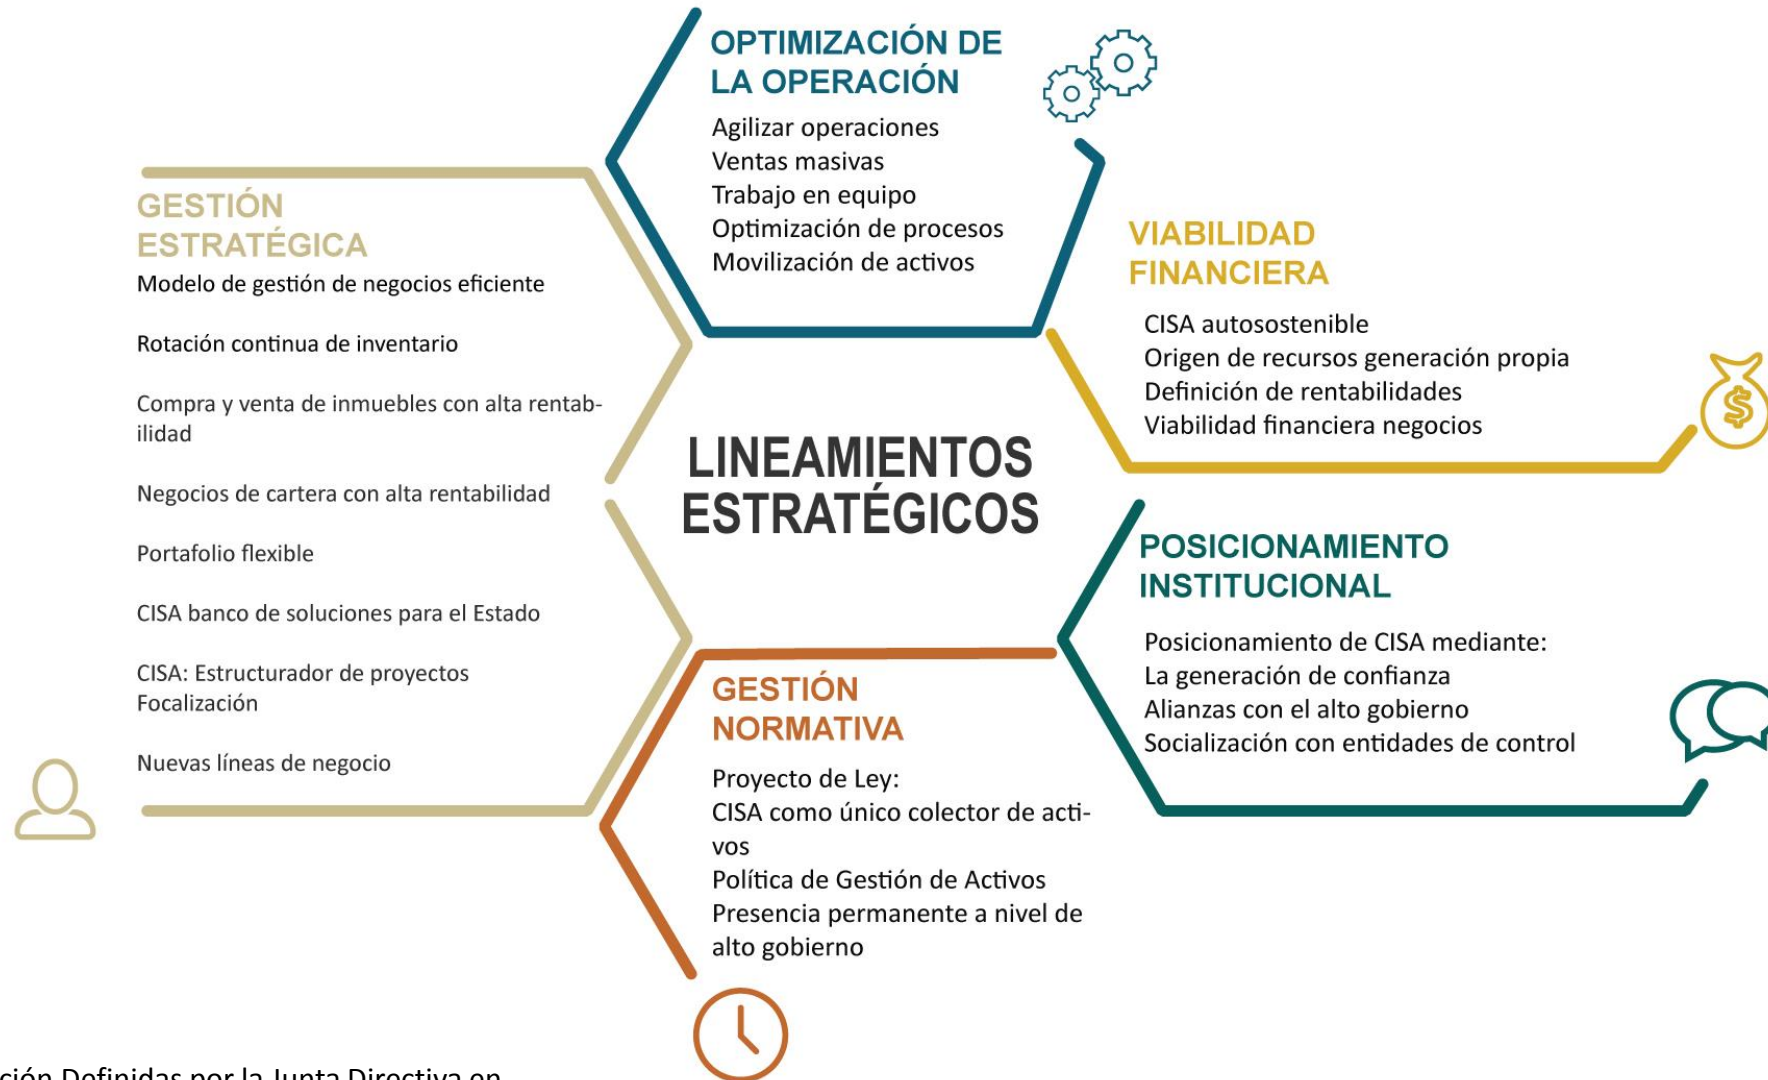 OPTIMIZACIÓN DE
LA OPERACIÓN
Agilizar operaciones
Ventas masivas
Trabajo en equipo
Optimización de procesos
Movilización de activos
GESTIÓN
ESTRATÉGICA
Modelo de gestión de negocios eficiente
Rotación continua de inventario
Compra y venta de inmuebles con alta rentab-
ilidad
Negocios de cartera con alta rentabilidad
Portafolio flexible
CISA banco de soluciones para el Estado
CISA: Estructurador de proyectos
Focalización
Nuevas líneas de negocio
VIABILIDAD
FINANCIERA
CISA autosostenible
Origen de recursos generación propia
Definición de rentabilidades
Viabilidad financiera negocios
LINEAMIENTOS
ESTRATÉGICOS
POSICIONAMIENTO
INSTITUCIONAL
Posicionamiento de CISA mediante:
La generación de confianza
Alianzas con el alto gobierno
Socialización con entidades de control
GESTIÓN
NORMATIVA
Proyecto de Ley:
CISA como único colector de acti-
vos
Política de Gestión de Activos
Presencia permanente a nivel de
alto gobierno
$
ción Definidas por la Junta Directiva en